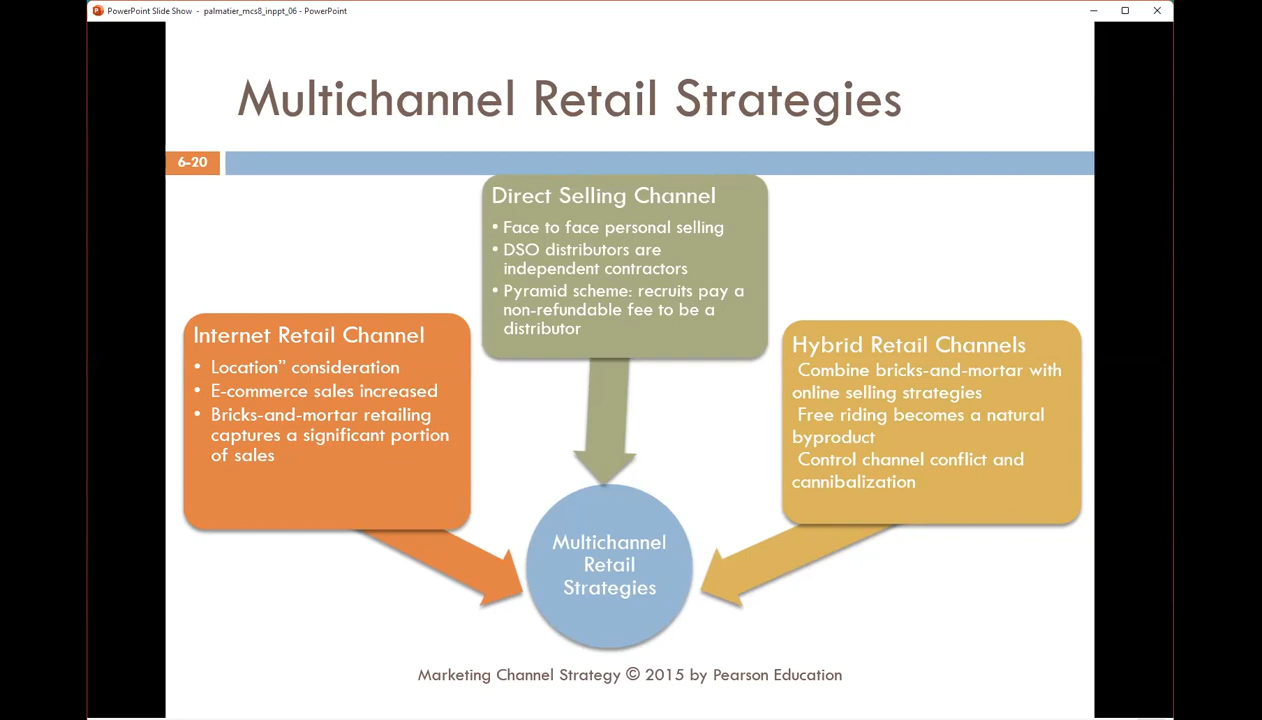 PowerPoint Slide Show - palmatier_mcs8_inppt_06 - PowerPoint
Multichannel Retail Strategies
6-20
Direct Selling Channel
• Face to face personal selling
• DSO distributors are
independent contractors
• Pyramid scheme: recruits pay a
non-refundable fee to be a
distributor
Internet Retail Channel
• Location” consideration
• E-commerce sales increased
• Bricks-and-mortar retailing
captures a significant portion
of sales
Hybrid Retail Channels
Combine bricks-and-mortar with
online selling strategies
Free riding becomes a natural
byproduct
Control channel conflict and
cannibalization
Multichannel
Retail
Strategies
Marketing Channel Strategy © 2015 by Pearson Education